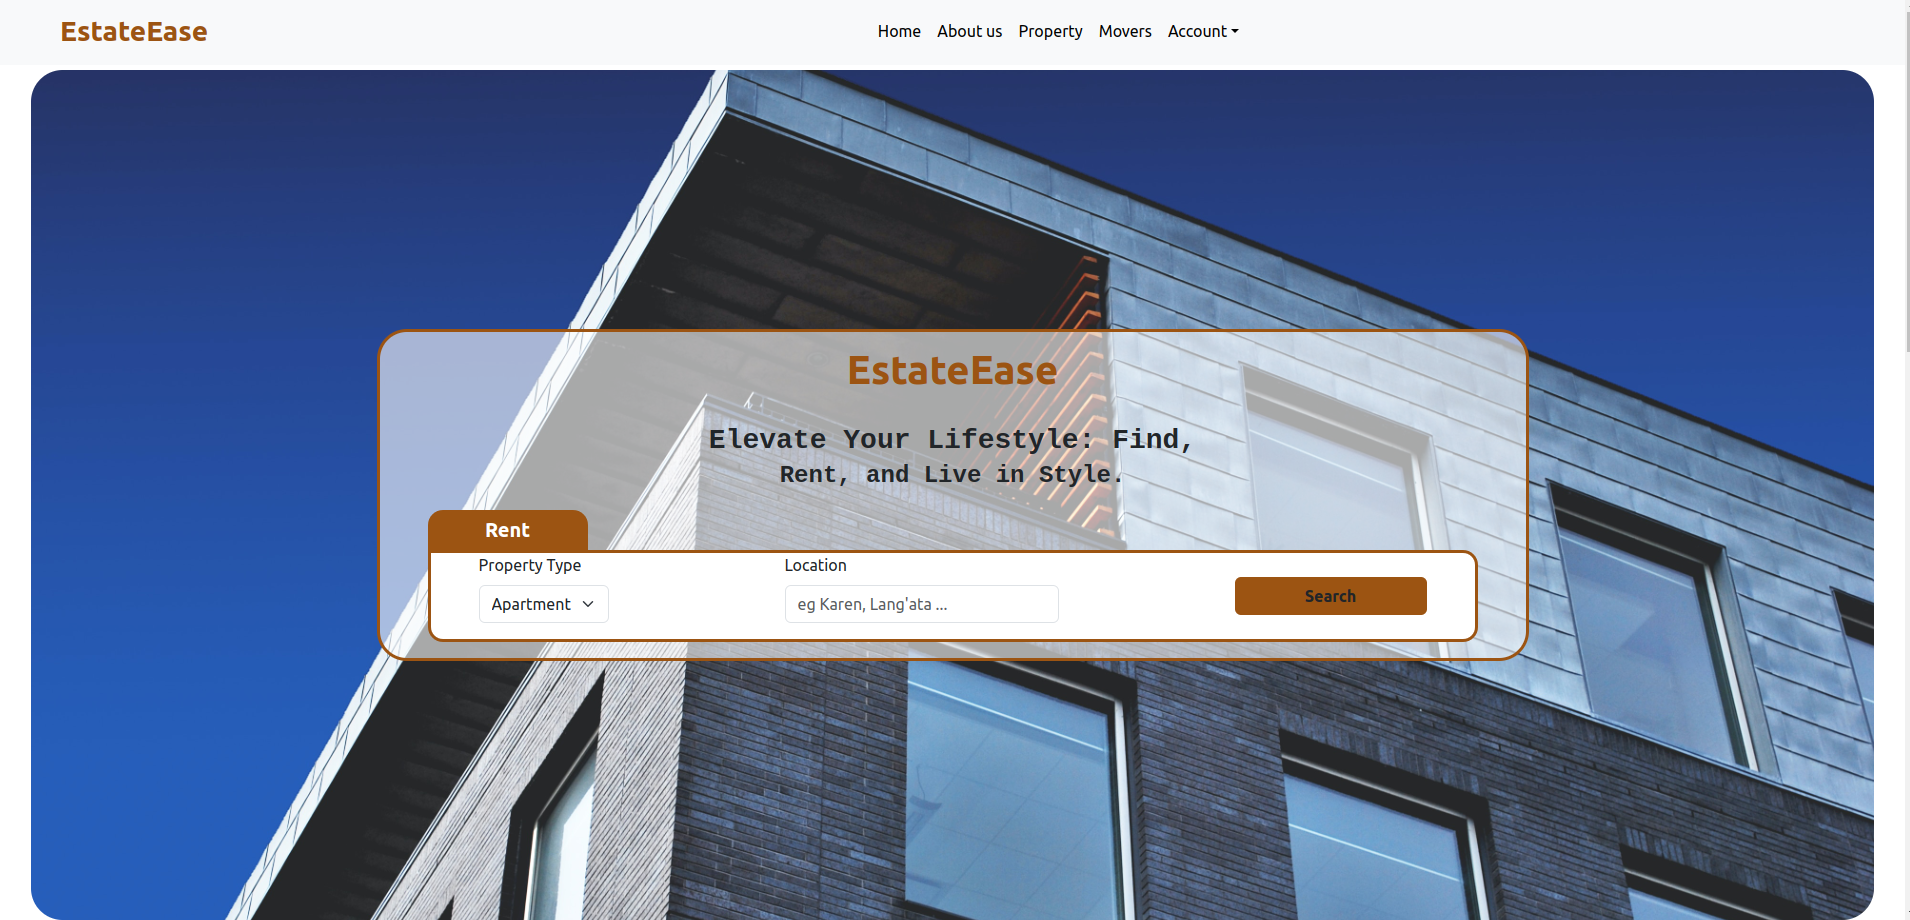 EstateEase
Home About us Property Movers Account
EstateEase
Elevate Your Lifestyle: Find,
Rent, and Live in Style.
Rent
Property Type Location
Apartment eg Karen, Lang'ata ... Search